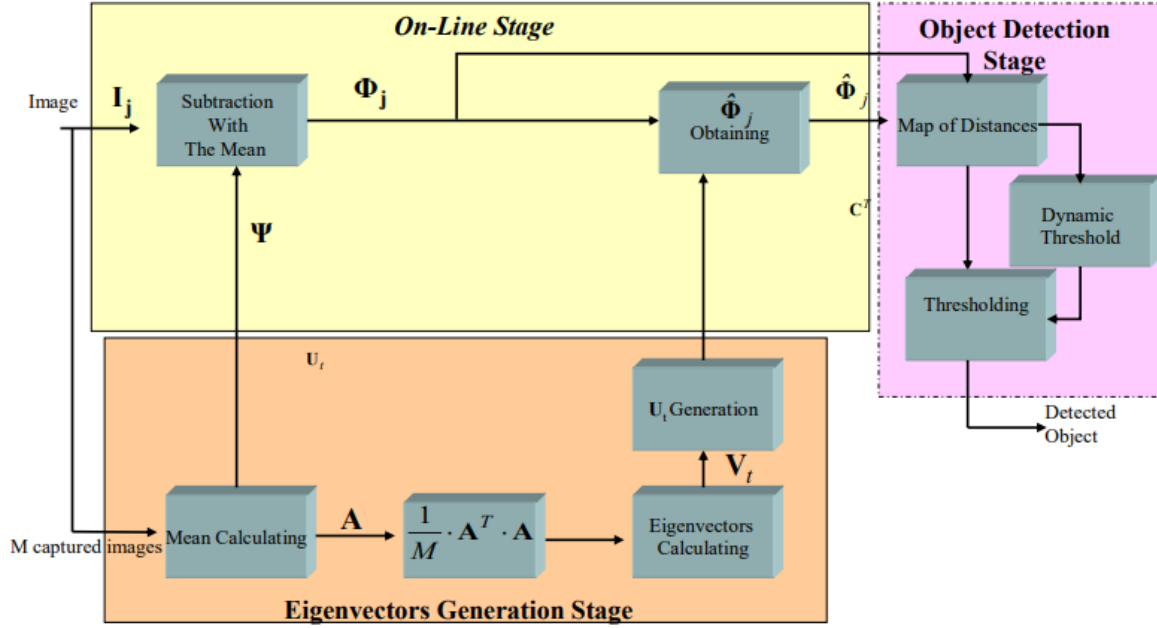 On-Line Stage
Object Detection
Stage
Image
I_j
Subtraction
With
The Mean
Φ_j
Φ̂_j
Obtaining
Φ̂_j
Map of Distances
C^T
Dynamic
Threshold
Ψ
Thresholding
U_t
U_t Generation
Detected
Object
V_t
M captured images
Mean Calculating
A
1/M · A^T · A
Eigenvectors
Calculating
Eigenvectors Generation Stage